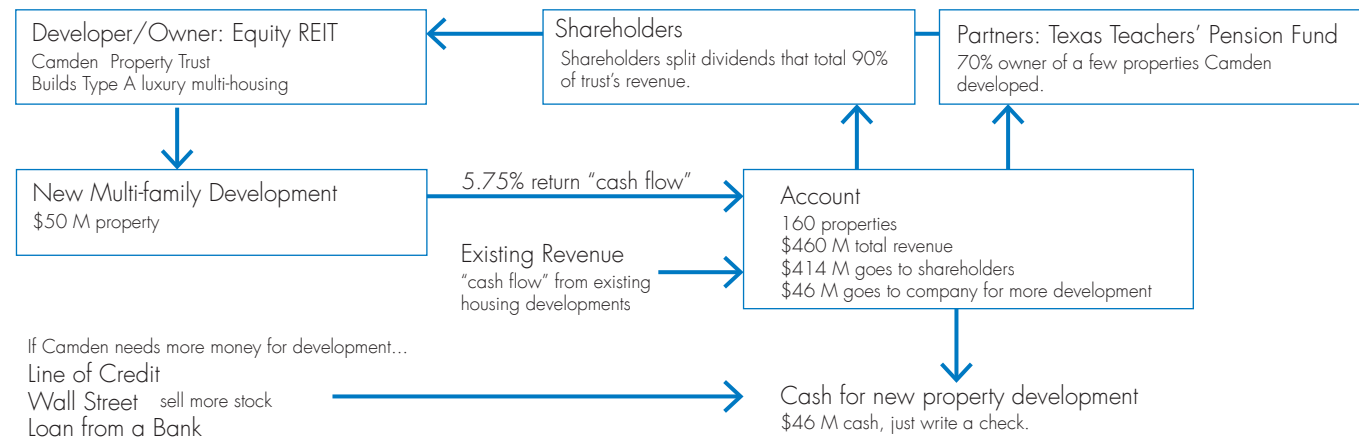 Developer/Owner: Equity REIT
Camden Property Trust
Builds Type A luxury multi-housing
Shareholders
Shareholders split dividends that total 90%
of trust's revenue.
Partners: Texas Teachers' Pension Fund
70% owner of a few properties Camden
developed.
New Multi-family Development
$50 M property
5.75% return “cash flow”
Existing Revenue
“cash flow” from existing
housing developments
Account
160 properties
$460 M total revenue
$414 M goes to shareholders
$46 M goes to company for more development
If Camden needs more money for development...
Line of Credit
Wall Street sell more stock
Loan from a Bank
Cash for new property development
$46 M cash, just write a check.